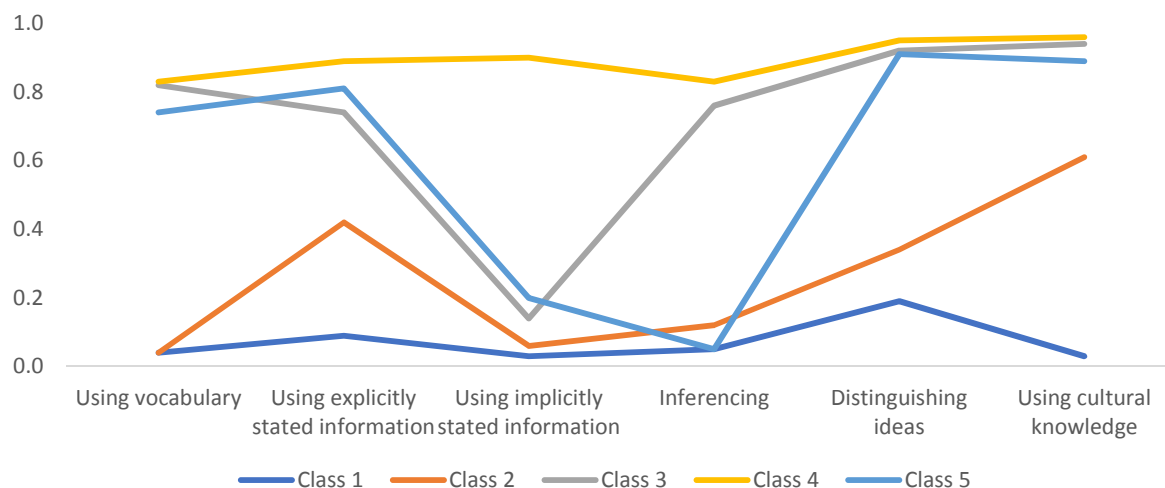 1.0
0.8
0.6
0.4
0.2
0.0
Using vocabulary
Using explicitly
stated information
Using implicitly
stated information
Inferencing
Distinguishing
ideas
Using cultural
knowledge
Class 1
Class 2
Class 3
Class 4
Class 5